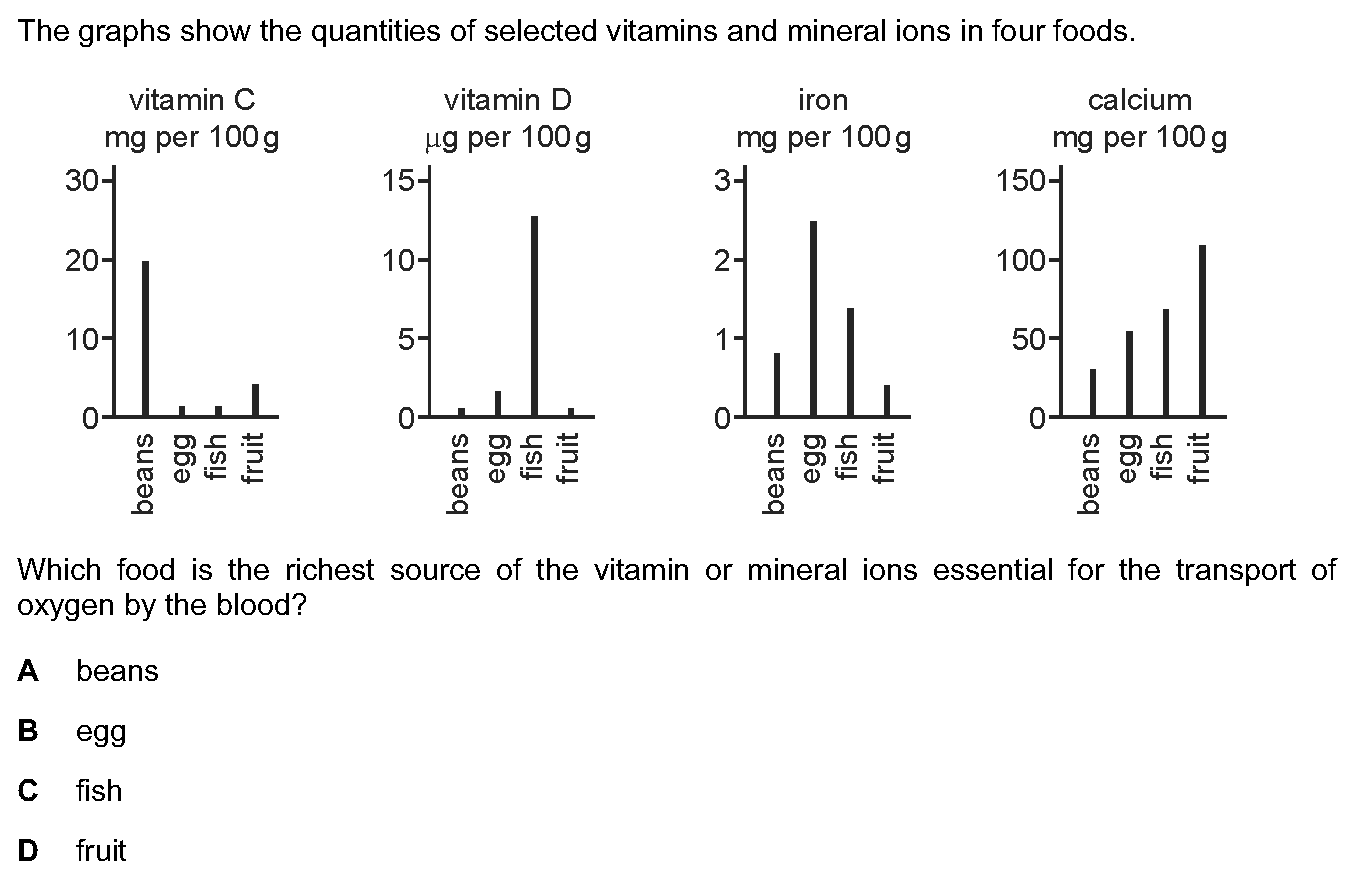 The graphs show the quantities of selected vitamins and mineral ions in four foods.
vitamin C
mg per 100 g
30
20
10
0
beans
egg
fish
fruit
vitamin D
µg per 100 g
15
10
5
0
beans
egg
fish
fruit
iron
mg per 100 g
3
2
1
0
beans
egg
fish
fruit
calcium
mg per 100 g
150
100
50
0
beans
egg
fish
fruit
Which food is the richest source of the vitamin or mineral ions essential for the transport of
oxygen by the blood?
A beans
B egg
C fish
D fruit